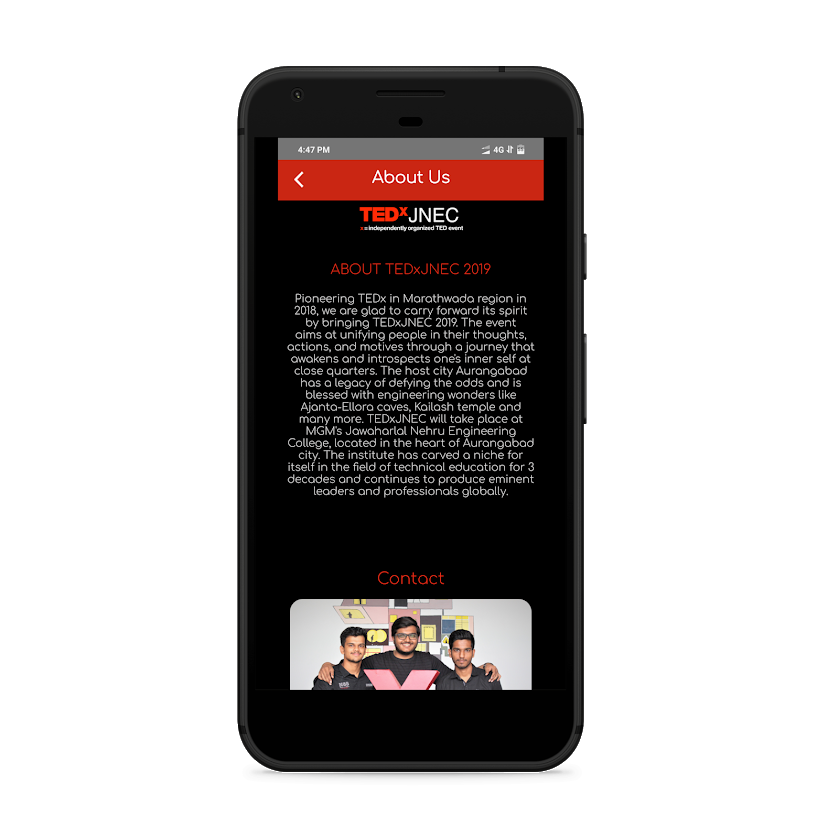 4:47 PM 4G
About Us
TEDxJNEC
x = independently organized TED event
ABOUT TEDxJNEC 2019
Pioneering TEDx in Marathwada region in
2018, we are glad to carry forward its spirit
by bringing TEDxJNEC 2019. The event
aims at unifying people in their thoughts,
actions, and motives through a journey that
awakens and introspects one's inner self at
close quarters. The host city Aurangabad
has a legacy of defying the odds and is
blessed with engineering wonders like
Ajanta-Ellora caves, Kailash temple and
many more. TEDxJNEC will take place at
MGM's Jawaharlal Nehru Engineering
College, located in the heart of Aurangabad
city. The institute has carved a niche for
itself in the field of technical education for 3
decades and continues to produce eminent
leaders and professionals globally.
Contact